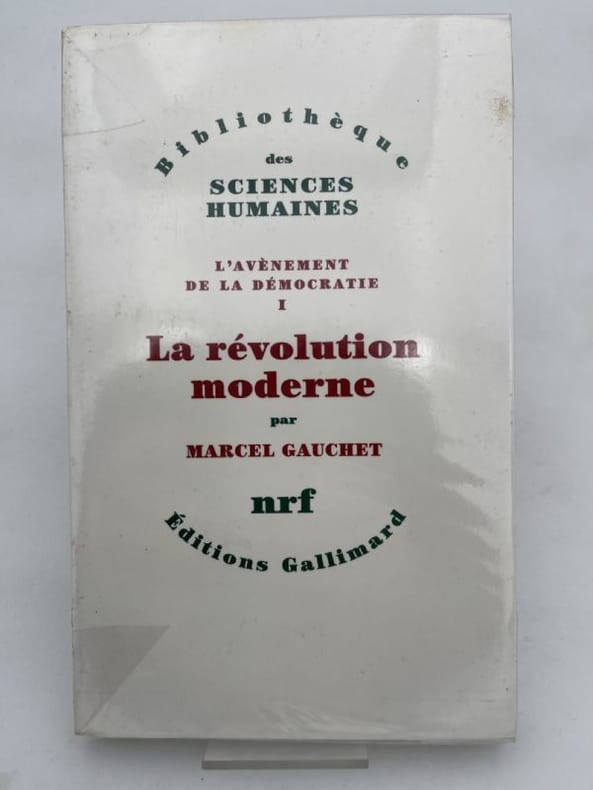 Bibliothèque
des
SCIENCES
HUMAINES
L'AVÈNEMENT
DE LA DÉMOCRATIE
I
La révolution
moderne
par
MARCEL GAUCHET
nrf
Éditions Gallimard